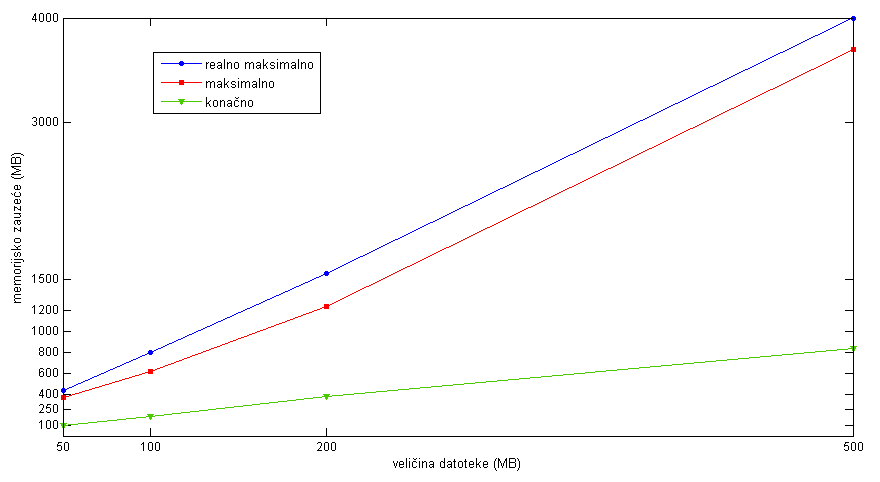 4000
realno maksimalno
maksimalno
konačno
3000
memorijsko zauzeće (MB)
1500
1200
1000
800
600
400
250
100
50 100 200 500
veličina datoteke (MB)